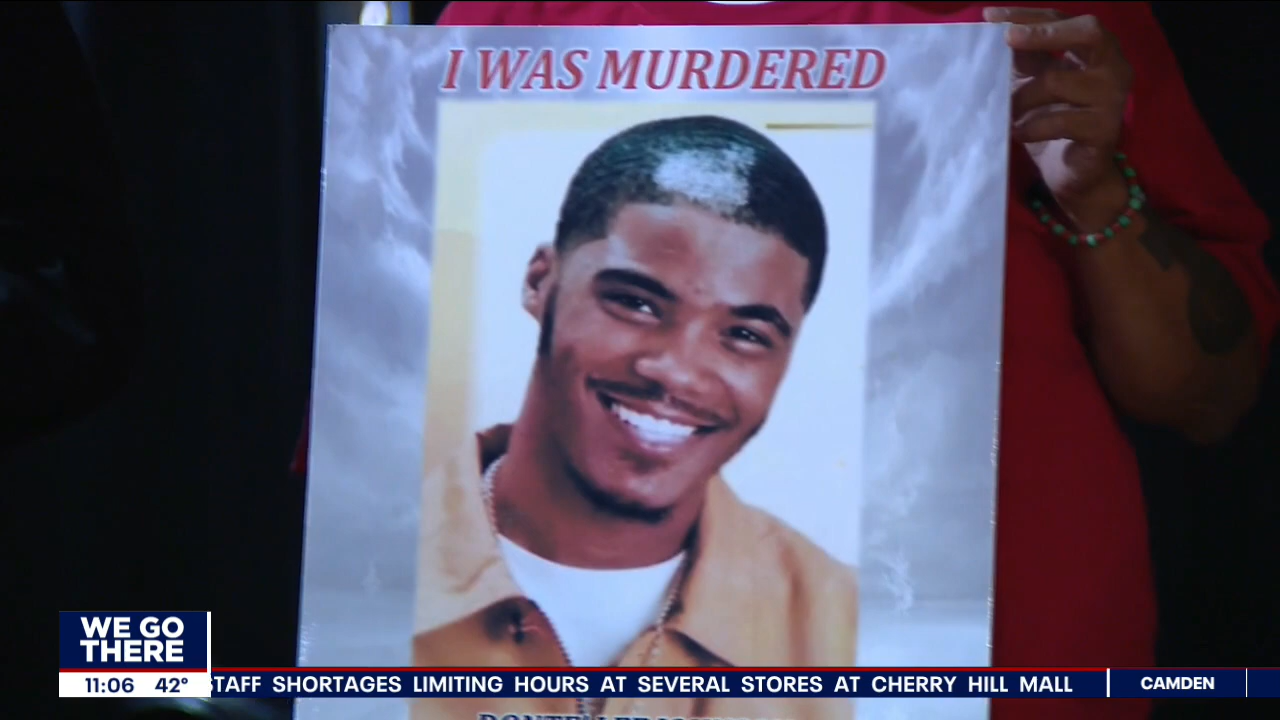 I WAS MURDERED
WE GO
THERE
11:06 42°
STAFF SHORTAGES LIMITING HOURS AT SEVERAL STORES AT CHERRY HILL MALL
CAMDEN